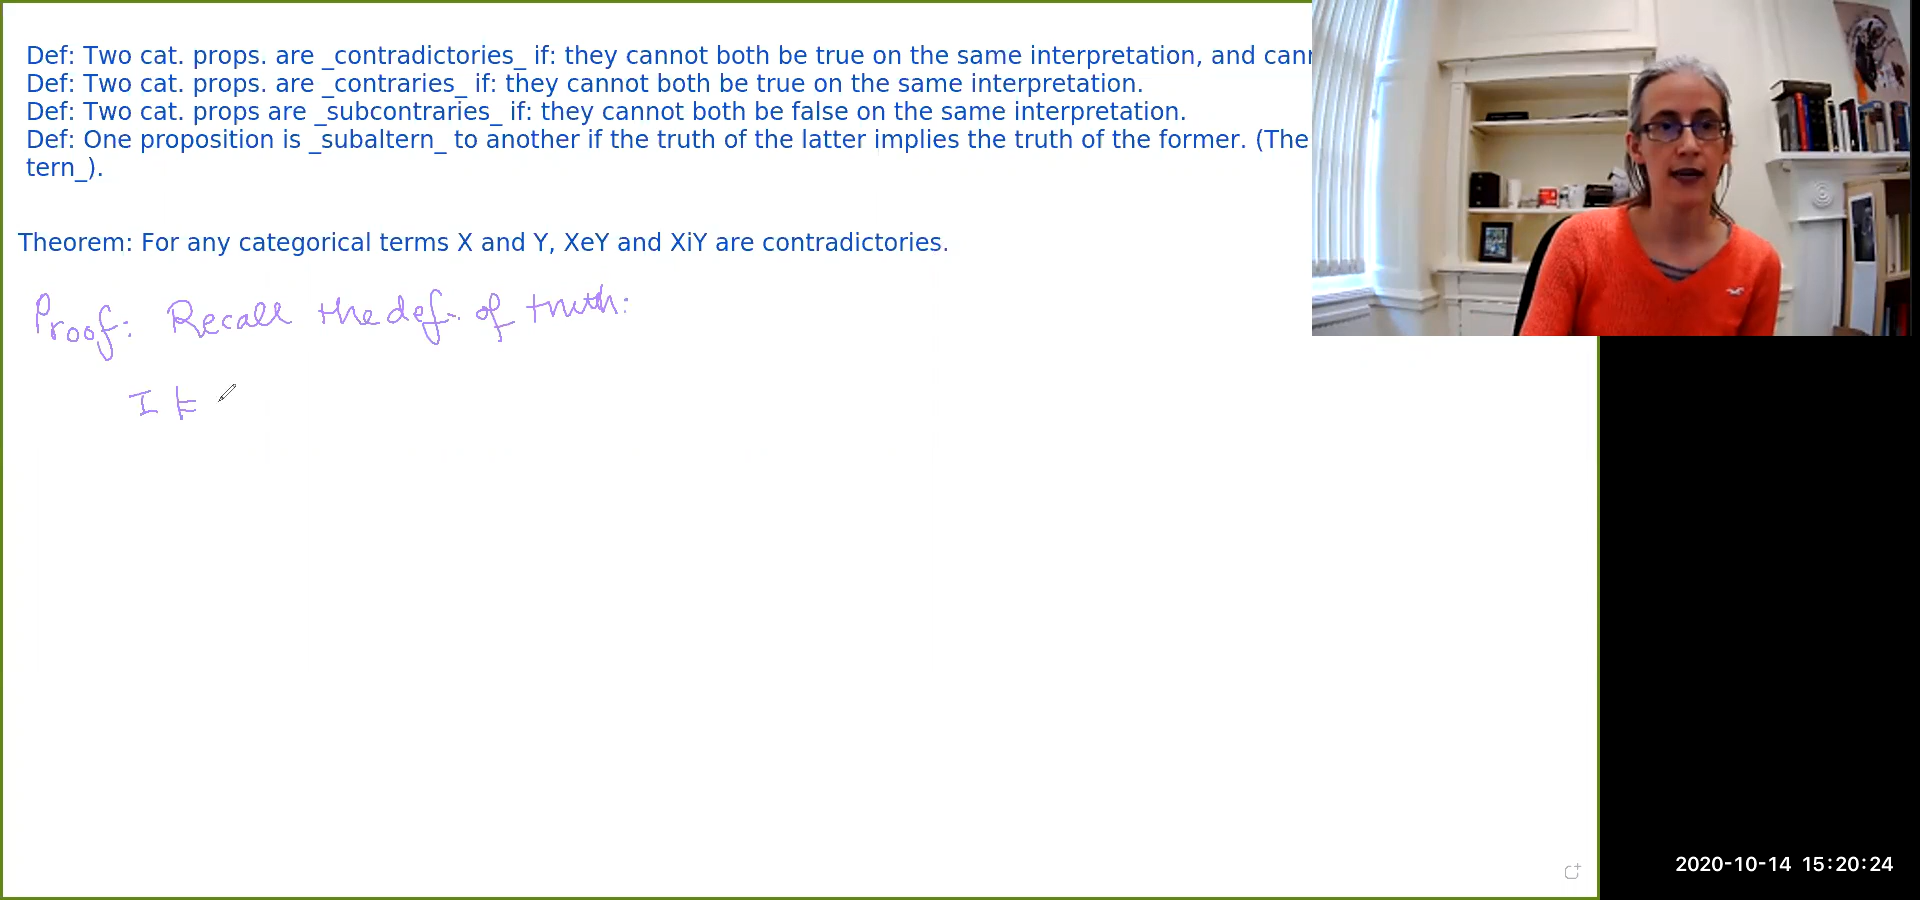 Def: Two cat. props. are _contradictories_ if: they cannot both be true on the same interpretation, and
Def: Two cat. props. are _contraries_ if: they cannot both be true on the same interpretation.
Def: Two cat. props are _subcontraries_ if: they cannot both be false on the same interpretation.
Def: One proposition is _subaltern_ to another if the truth of the latter implies the truth of the former. (The
tern_).
Theorem: For any categorical terms X and Y, XeY and XiY are contradictories.
Proof: Recall the def. of truth:
I ⊨
2020-10-14 15:20:24